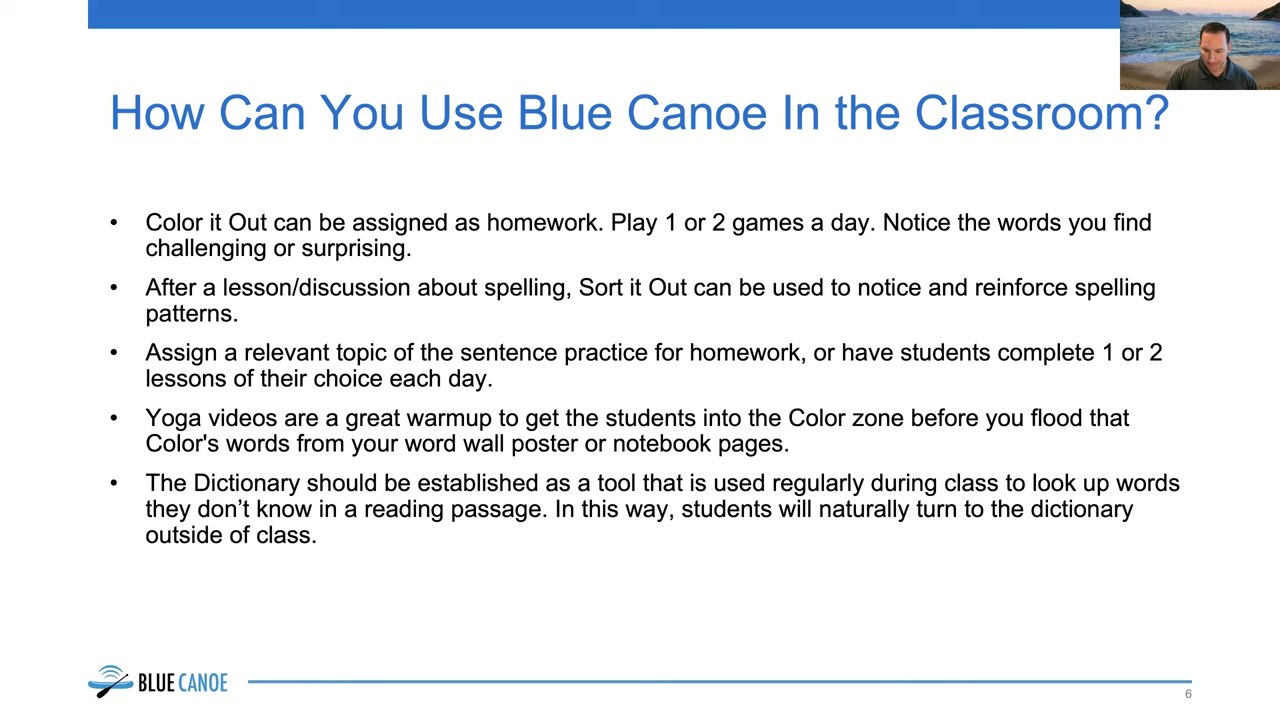 How Can You Use Blue Canoe In the Classroom?
• Color it Out can be assigned as homework. Play 1 or 2 games a day. Notice the words you find
challenging or surprising.
• After a lesson/discussion about spelling, Sort it Out can be used to notice and reinforce spelling
patterns.
• Assign a relevant topic of the sentence practice for homework, or have students complete 1 or 2
lessons of their choice each day.
• Yoga videos are a great warmup to get the students into the Color zone before you flood that
Color's words from your word wall poster or notebook pages.
• The Dictionary should be established as a tool that is used regularly during class to look up words
they don’t know in a reading passage. In this way, students will naturally turn to the dictionary
outside of class.
BLUE CANOE
6